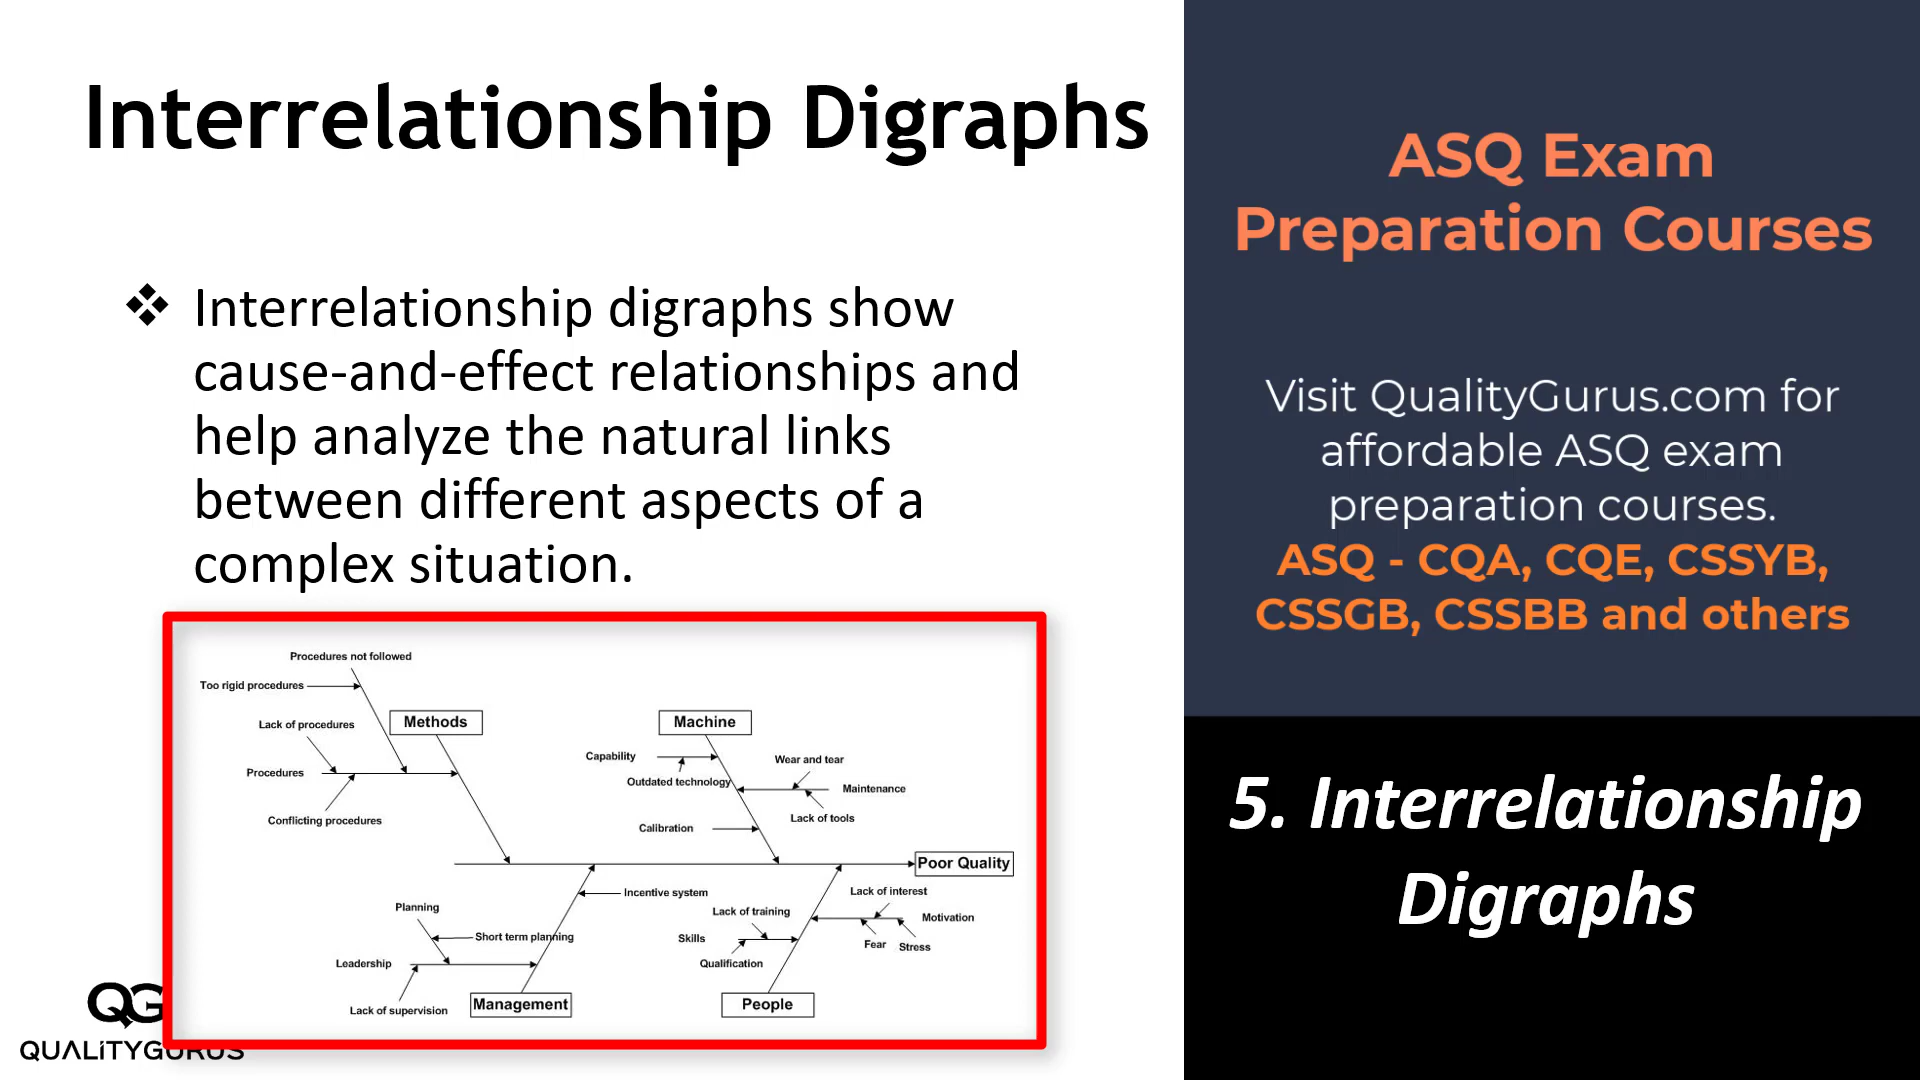 Interrelationship Digraphs
Interrelationship digraphs show
cause-and-effect relationships and
help analyze the natural links
between different aspects of a
complex situation.
Procedures not followed
Too rigid procedures
Lack of procedures
Methods
Procedures
Conflicting procedures
Machine
Capability
Outdated technology
Wear and tear
Maintenance
Lack of tools
Calibration
Poor Quality
Incentive system
Planning
Short term planning
Leadership
Lack of supervision
Management
Lack of interest
Lack of training
Motivation
Skills
Fear
Stress
Qualification
People
QG
QUALITYGURUS
ASQ Exam
Preparation Courses
Visit QualityGurus.com for
affordable ASQ exam
preparation courses.
ASQ - CQA, CQE, CSSYB,
CSSGB, CSSBB and others
5. Interrelationship
Digraphs